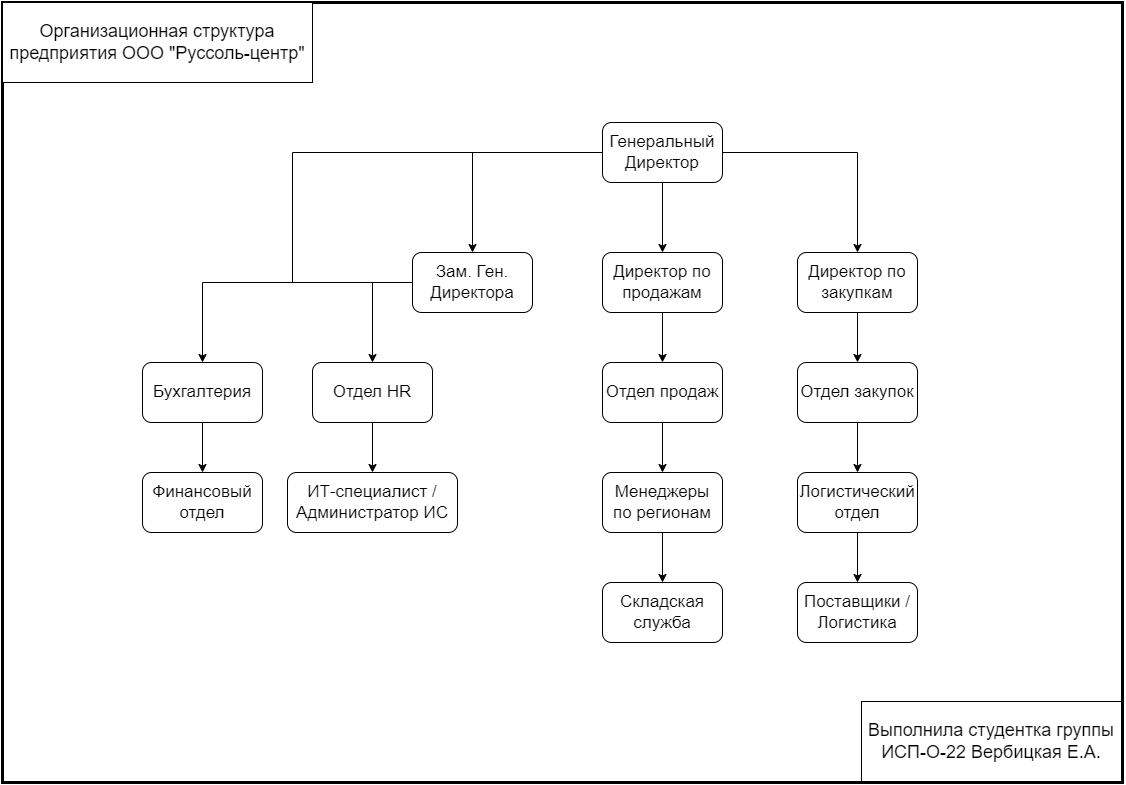 Организационная структура
предприятия ООО "Руссоль-центр"
Генеральный
Директор
Зам. Ген.
Директора
Директор по
продажам
Директор по
закупкам
Бухгалтерия
Отдел HR
Отдел продаж
Отдел закупок
Финансовый
отдел
ИТ-специалист /
Администратор ИС
Менеджеры
по регионам
Логистический
отдел
Складская
служба
Поставщики /
Логистика
Выполнила студентка группы
ИСП-О-22 Вербицкая Е.А.